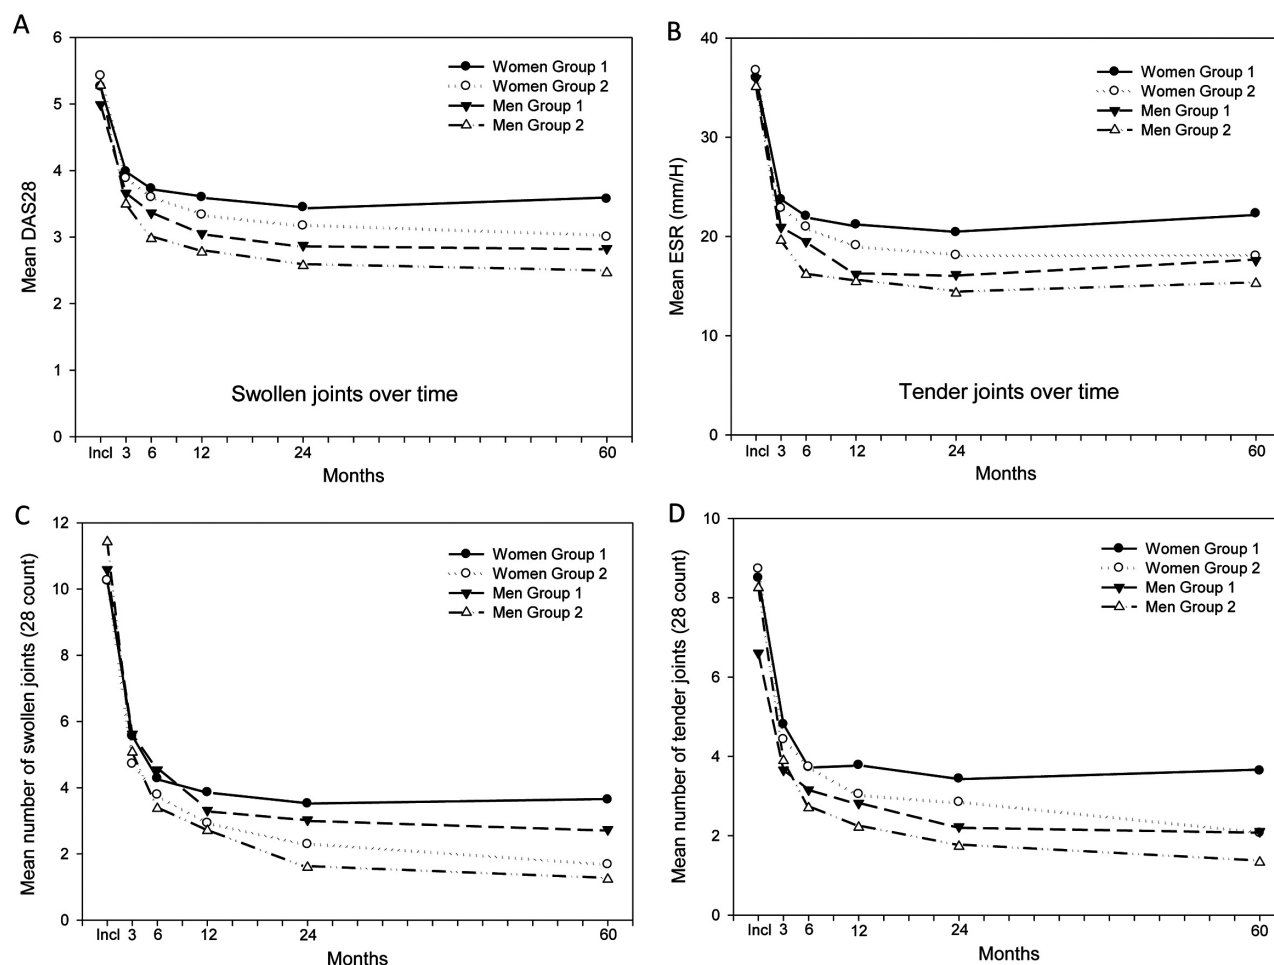 A
Mean DAS28
6
5
4
3
2
1
0
Women Group 1
Women Group 2
Men Group 1
Men Group 2
Swollen joints over time
Incl 3 6 12 24 60
Months
B
Mean ESR (mm/H)
40
30
20
10
0
Women Group 1
Women Group 2
Men Group 1
Men Group 2
Tender joints over time
Incl 3 6 12 24 60
Months
C
Mean number of swollen joints (28 count)
12
10
8
6
4
2
0
Women Group 1
Women Group 2
Men Group 1
Men Group 2
Incl 3 6 12 24 60
Months
D
Mean number of tender joints (28 count)
10
8
6
4
2
0
Women Group 1
Women Group 2
Men Group 1
Men Group 2
Incl 3 6 12 24 60
Months